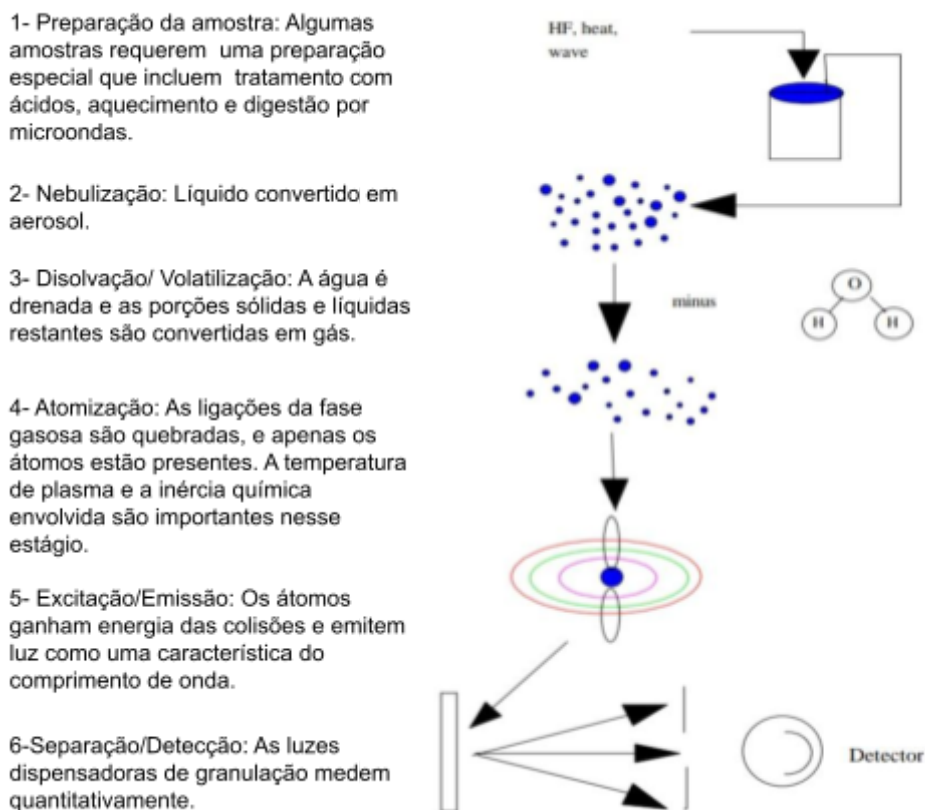 1- Preparação da amostra: Algumas
amostras requerem uma preparação
especial que incluem tratamento com
ácidos, aquecimento e digestão por
microondas.
2- Nebulização: Líquido convertido em
aerosol.
3- Disolvação/ Volatilização: A água é
drenada e as porções sólidas e líquidas
restantes são convertidas em gás.
4- Atomização: As ligações da fase
gasosa são quebradas, e apenas os
átomos estão presentes. A temperatura
de plasma e a inércia química
envolvida são importantes nesse
estágio.
5- Excitação/Emissão: Os átomos
ganham energia das colisões e emitem
luz como uma característica do
comprimento de onda.
6-Separação/Detecção: As luzes
dispensadoras de granulação medem
quantitativamente.
HF, heat,
wave
minus
O
H H
Detector